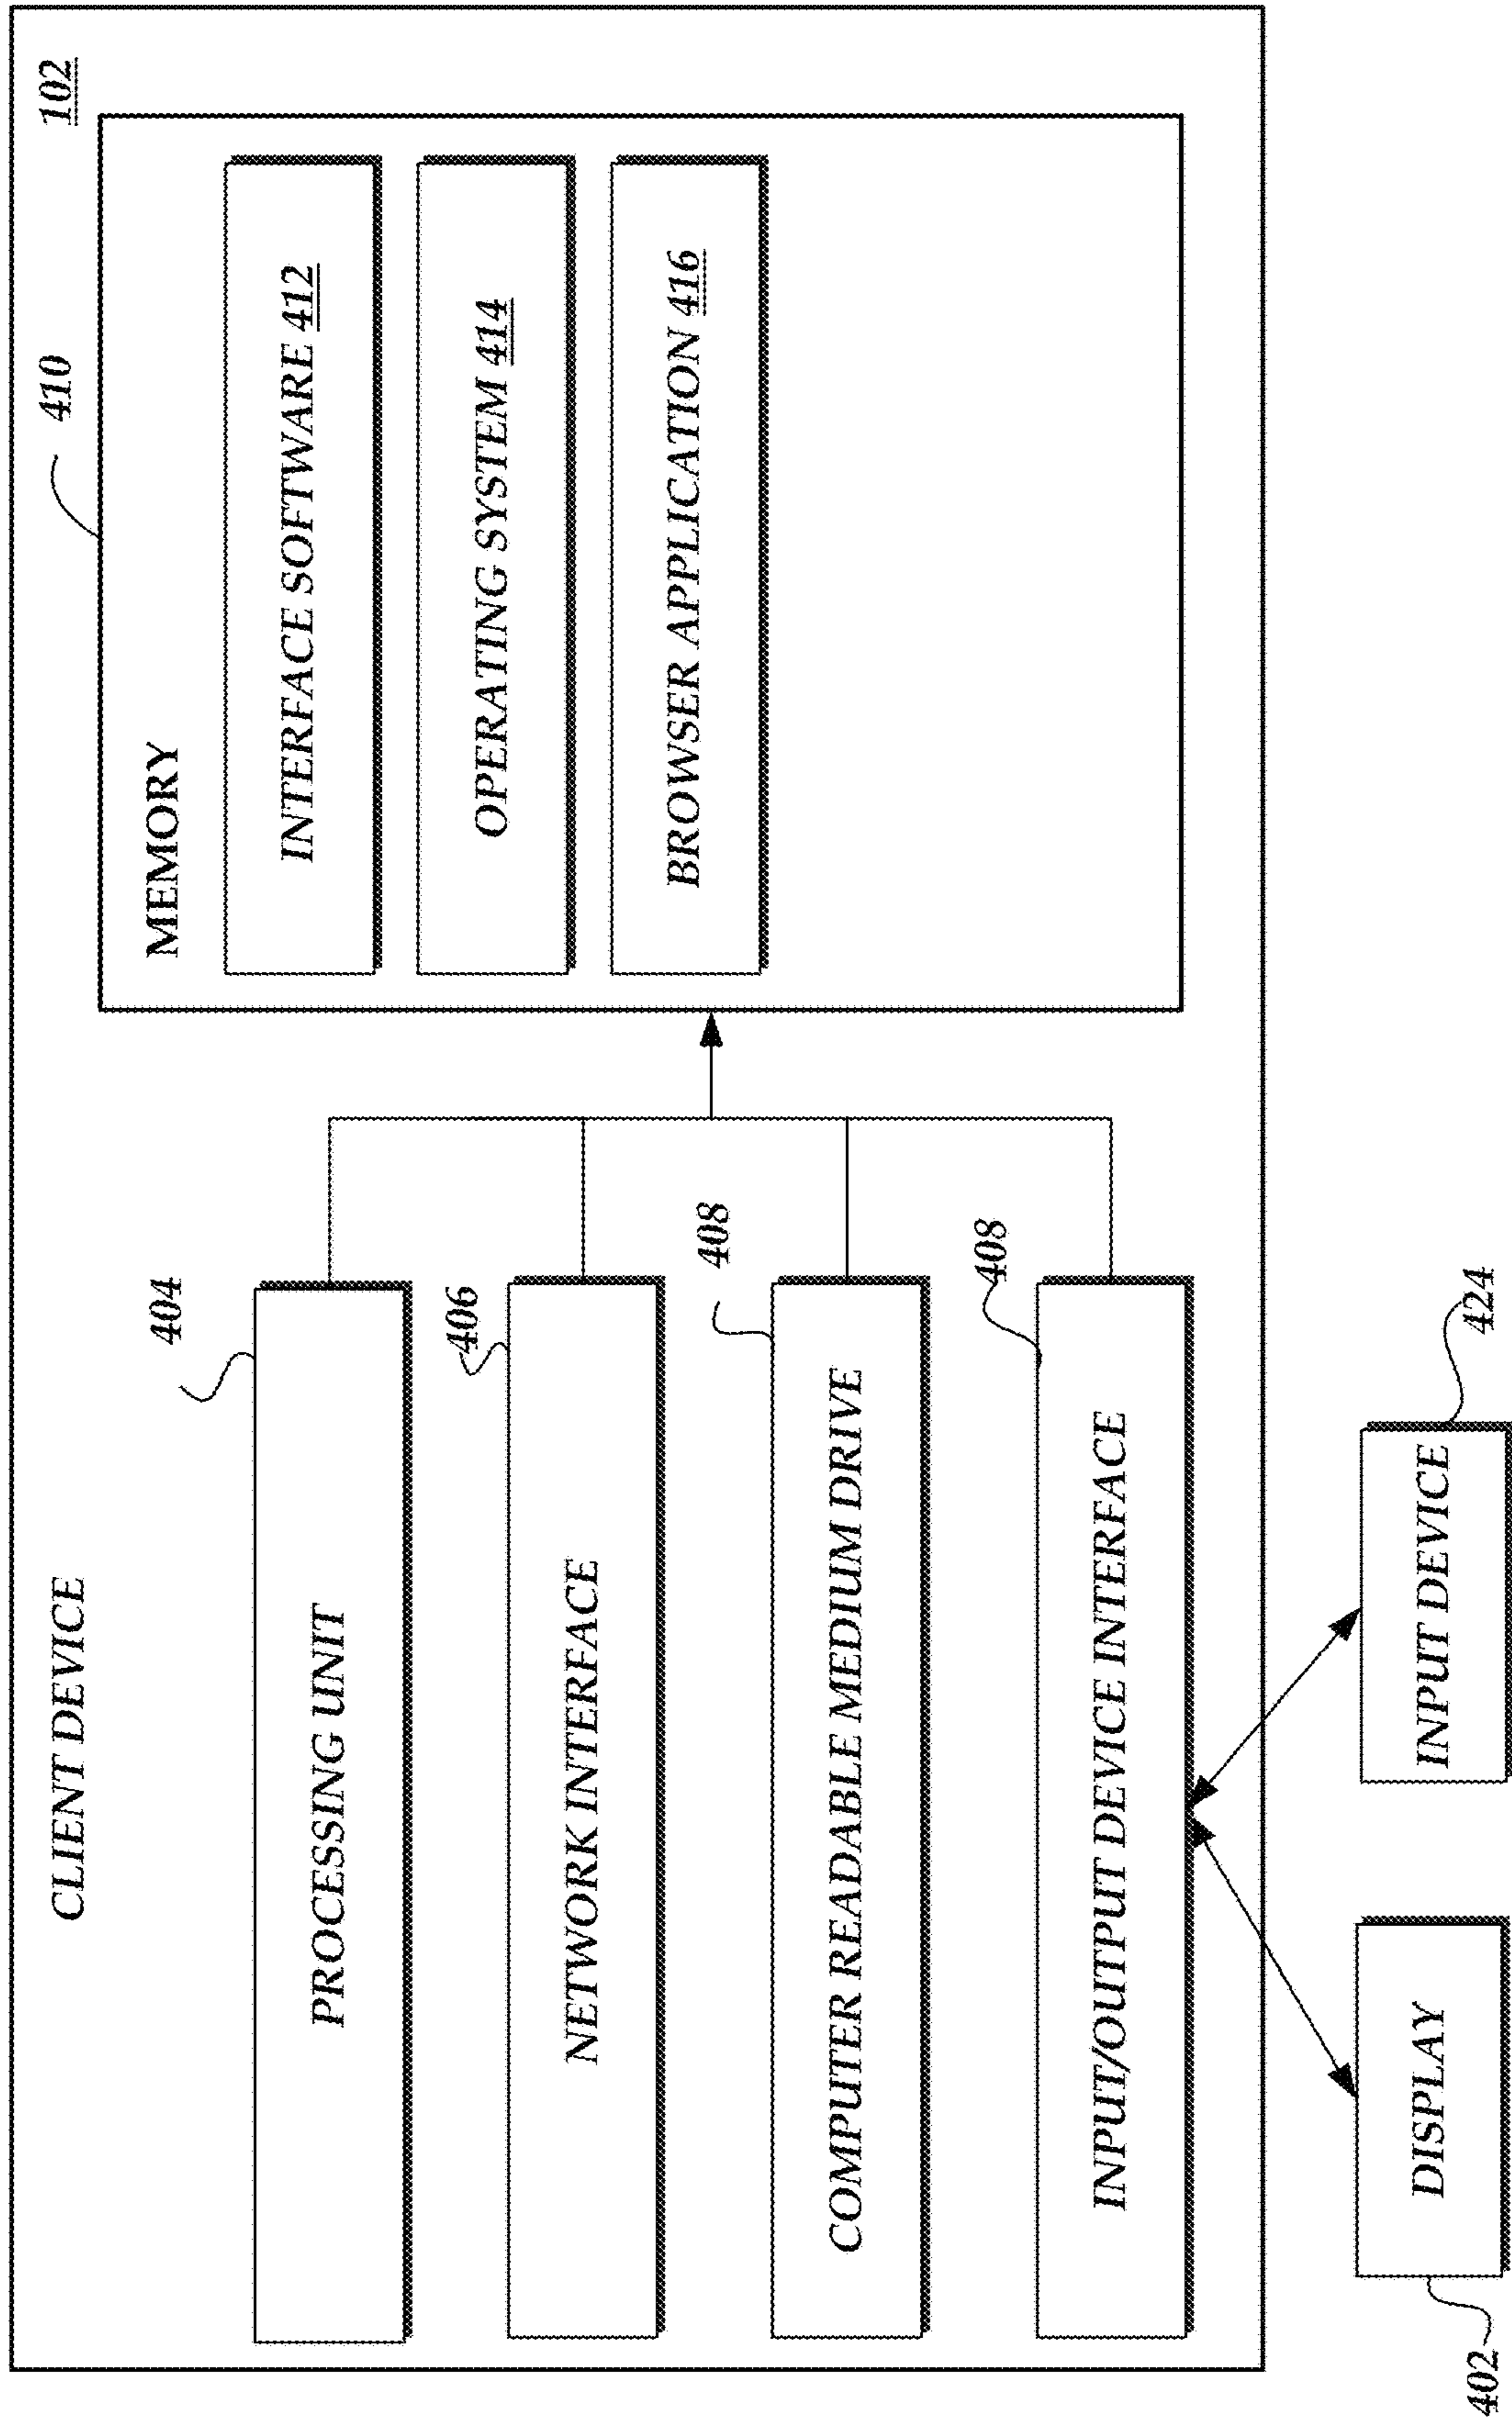 CLIENT DEVICE
102
404
PROCESSING UNIT
406
NETWORK INTERFACE
408
COMPUTER READABLE MEDIUM DRIVE
408
INPUT/OUTPUT DEVICE INTERFACE
410
MEMORY
INTERFACE SOFTWARE 412
OPERATING SYSTEM 414
BROWSER APPLICATION 416
402
DISPLAY
INPUT DEVICE
424